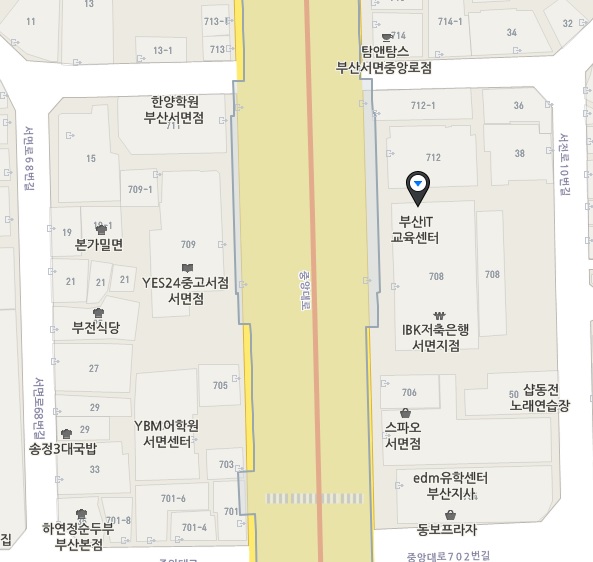 11
13
13-1
713-1
713
714
714-1
34
32
탐앤탐스
부산서면중앙로점
한양학원
부산서면점
711
712-1
36
712
38
15
709-1
서면로68번길
서전로10번길
부산IT
교육센터
19
18-1
본가밀면
709
708
708
중앙대로
21
21
21
YES24중고서점
서면점
부전식당
IBK저축은행
서면지점
27
705
706
50
샵동전
노래연습장
서면로68번길
29
29
YBM어학원
서면센터
스파오
서면점
송정3대국밥
33
703
edm유학센터
부산지사
701-6
701-8
701-4
701
하연정순두부
부산본점
동보프라자
집
중앙대로702번길